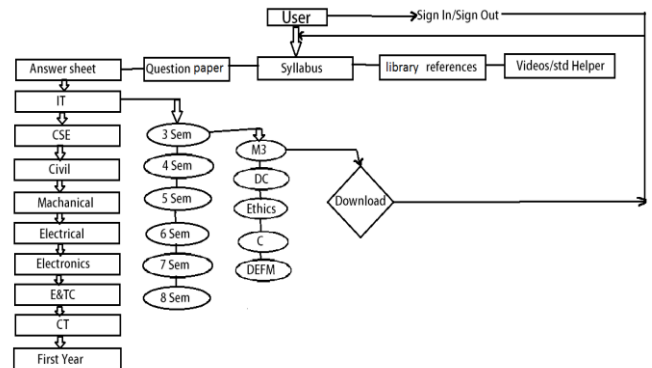 User
Sign In/Sign Out
Answer sheet
Question paper
Syllabus
library references
Videos/std Helper
IT
CSE
Civil
Machanical
Electrical
Electronics
E&TC
CT
First Year
3 Sem
4 Sem
5 Sem
6 Sem
7 Sem
8 Sem
M3
DC
Ethics
C
DEFM
Download